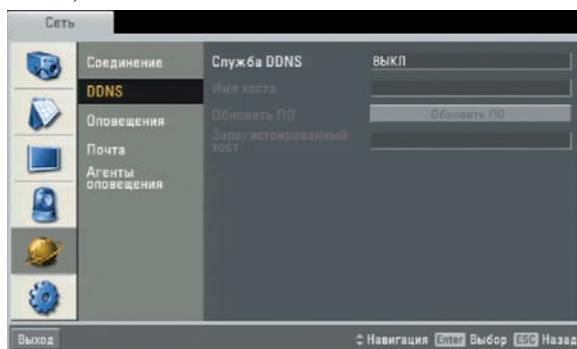 Сеть
Соединение
DDNS
Оповещения
Почта
Агенты
оповещения
Служба DDNS ВЫКЛ
Имя хоста
Обновить ПО Обновить ПО
Зарегистрированный
хост
Выход
Навигация Enter Выбор ESC Назад